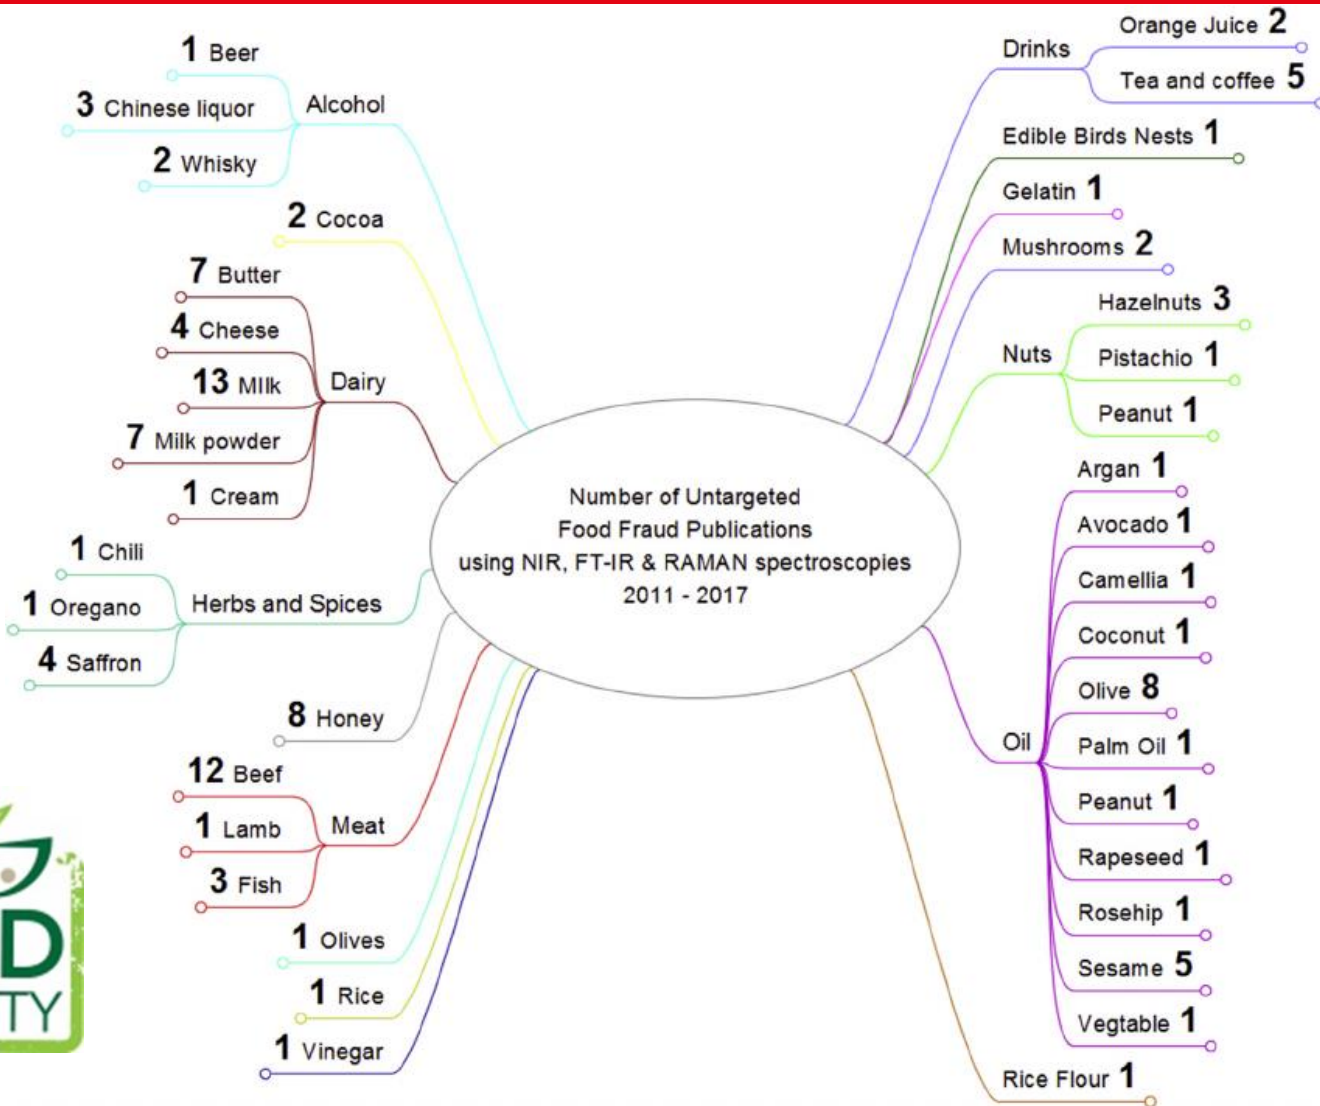 1 Beer
3 Chinese liquor
2 Whisky
Alcohol
2 Cocoa
7 Butter
4 Cheese
13 MIlk
7 Milk powder
1 Cream
Dairy
1 Chili
1 Oregano
4 Saffron
Herbs and Spices
8 Honey
12 Beef
1 Lamb
3 Fish
Meat
1 Olives
1 Rice
1 Vinegar
Number of Untargeted
Food Fraud Publications
using NIR, FT-IR & RAMAN spectroscopies
2011 - 2017
Drinks
Orange Juice 2
Tea and coffee 5
Edible Birds Nests 1
Gelatin 1
Mushrooms 2
Nuts
Hazelnuts 3
Pistachio 1
Peanut 1
Oil
Argan 1
Avocado 1
Camellia 1
Coconut 1
Olive 8
Palm Oil 1
Peanut 1
Rapeseed 1
Rosehip 1
Sesame 5
Vegtable 1
Rice Flour 1
D
TY